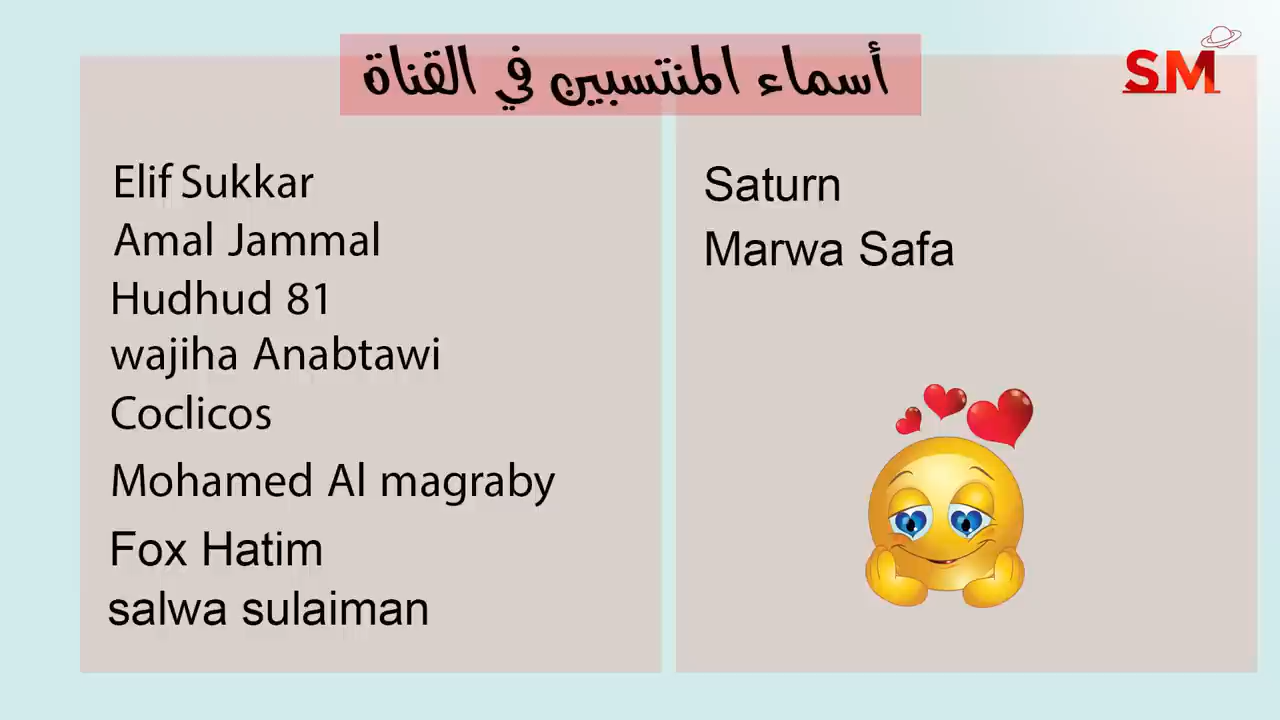 أسماء المنتسبين في القناة
SM
Elif Sukkar
Amal Jammal
Hudhud 81
wajiha Anabtawi
Coclicos
Mohamed Al magraby
Fox Hatim
salwa sulaiman
Saturn
Marwa Safa